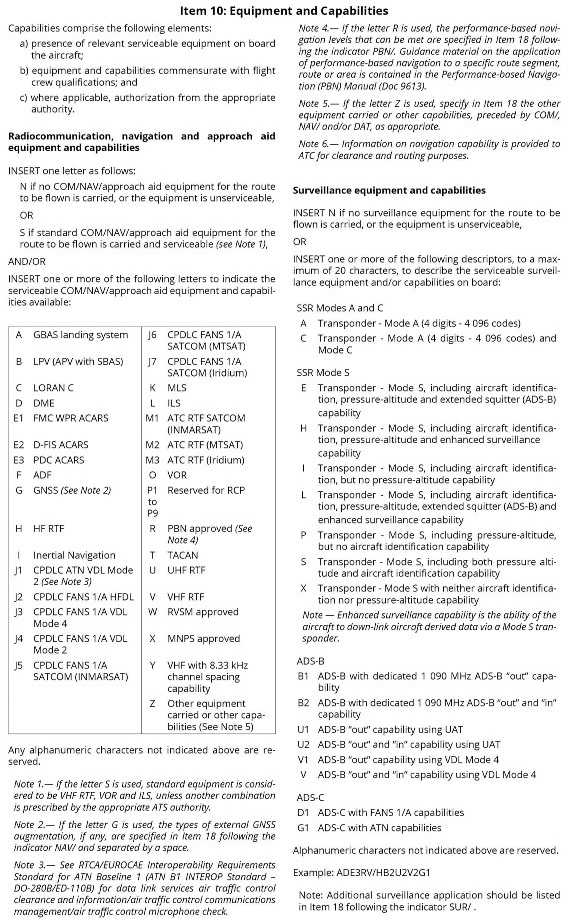 Item 10: Equipment and Capabilities
Capabilities comprise the following elements:
a) presence of relevant serviceable equipment on board
the aircraft;
b) equipment and capabilities commensurate with flight
crew qualifications; and
c) where applicable, authorization from the appropriate
authority.
Radiocommunication, navigation and approach aid
equipment and capabilities
INSERT one letter as follows:
N if no COM/NAV/approach aid equipment for the route
to be flown is carried, or the equipment is unserviceable,
OR
S if standard COM/NAV/approach aid equipment for the
route to be flown is carried and serviceable (see Note 1),
AND/OR
INSERT one or more of the following letters to indicate the
serviceable COM/NAV/approach aid equipment and capabil-
ities available:
A GBAS landing system
B LPV (APV with SBAS)
C LORAN C
D DME
E1 FMC WPR ACARS
E2 D-FIS ACARS
E3 PDC ACARS
F ADF
G GNSS (See Note 2)
H HF RTF
I Inertial Navigation
J1 CPDLC ATN VDL Mode
2 (See Note 3)
J2 CPDLC FANS 1/A HFDL
J3 CPDLC FANS 1/A VDL
Mode 4
J4 CPDLC FANS 1/A VDL
Mode 2
J5 CPDLC FANS 1/A
SATCOM (INMARSAT)
J6 CPDLC FANS 1/A
SATCOM (MTSAT)
J7 CPDLC FANS 1/A
SATCOM (Iridium)
K MLS
L ILS
M1 ATC RTF SATCOM
(INMARSAT)
M2 ATC RTF (MTSAT)
M3 ATC RTF (Iridium)
O VOR
P1 Reserved for RCP
to
P9
R PBN approved (See
Note 4)
T TACAN
U UHF RTF
V VHF RTF
W RVSM approved
X MNPS approved
Y VHF with 8.33 kHz
channel spacing
capability
Z Other equipment
carried or other capa-
bilities (See Note 5)
Any alphanumeric characters not indicated above are re-
served.
Note 1.— If the letter S is used, standard equipment is consid-
ered to be VHF RTF, VOR and ILS, unless another combination
is prescribed by the appropriate ATS authority.
Note 2.— If the letter G is used, the types of external GNSS
augmentation, if any, are specified in Item 18 following the
indicator NAV/ and separated by a space.
Note 3.— See RTCA/EUROCAE Interoperability Requirements
Standard for ATN Baseline 1 (ATN B1 INTEROP Standard –
DO-280B/ED-110B) for data link services air traffic control
clearance and information/air traffic control communications
management/air traffic control microphone check.
Note 4.— If the letter R is used, the performance-based navi-
gation levels that can be met are specified in Item 18 follow-
ing the indicator PBN/. Guidance material on the application
of performance-based navigation to a specific route segment,
route or area is contained in the Performance-based Naviga-
tion (PBN) Manual (Doc 9613).
Note 5.— If the letter Z is used, specify in Item 18 the other
equipment carried or other capabilities, preceded by COM/,
NAV/ and/or DAT, as appropriate.
Note 6.— Information on navigation capability is provided to
ATC for clearance and routing purposes.
Surveillance equipment and capabilities
INSERT N if no surveillance equipment for the route to be
flown is carried, or the equipment is unserviceable,
OR
INSERT one or more of the following descriptors, to a max-
imum of 20 characters, to describe the serviceable surveil-
lance equipment and/or capabilities on board:
SSR Modes A and C
A Transponder - Mode A (4 digits - 4 096 codes)
C Transponder - Mode A (4 digits - 4 096 codes) and
Mode C
SSR Mode S
E Transponder - Mode S, including aircraft identifica-
tion, pressure-altitude and extended squitter (ADS-B)
capability
H Transponder - Mode S, including aircraft identifica-
tion, pressure-altitude and enhanced surveillance
capability
I Transponder - Mode S, including aircraft identifica-
tion, but no pressure-altitude capability
L Transponder - Mode S, including aircraft identifica-
tion, pressure-altitude, extended squitter (ADS-B) and
enhanced surveillance capability
P Transponder - Mode S, including pressure-altitude,
but no aircraft identification capability
S Transponder - Mode S, including both pressure alti-
tude and aircraft identification capability
X Transponder - Mode S with neither aircraft identifica-
tion nor pressure-altitude capability
Note — Enhanced surveillance capability is the ability of the
aircraft to down-link aircraft derived data via a Mode S tran-
sponder.
ADS-B
B1 ADS-B with dedicated 1 090 MHz ADS-B “out” capa-
bility
B2 ADS-B with dedicated 1 090 MHz ADS-B “out” and “in”
capability
U1 ADS-B “out” capability using UAT
U2 ADS-B “out” and “in” capability using UAT
V1 ADS-B “out” capability using VDL Mode 4
V ADS-B “out” and “in” capability using VDL Mode 4
ADS-C
D1 ADS-C with FANS 1/A capabilities
G1 ADS-C with ATN capabilities
Alphanumeric characters not indicated above are reserved.
Example: ADE3RV/HB2U2V2G1
Note: Additional surveillance application should be listed
in Item 18 following the indicator SUR/ .